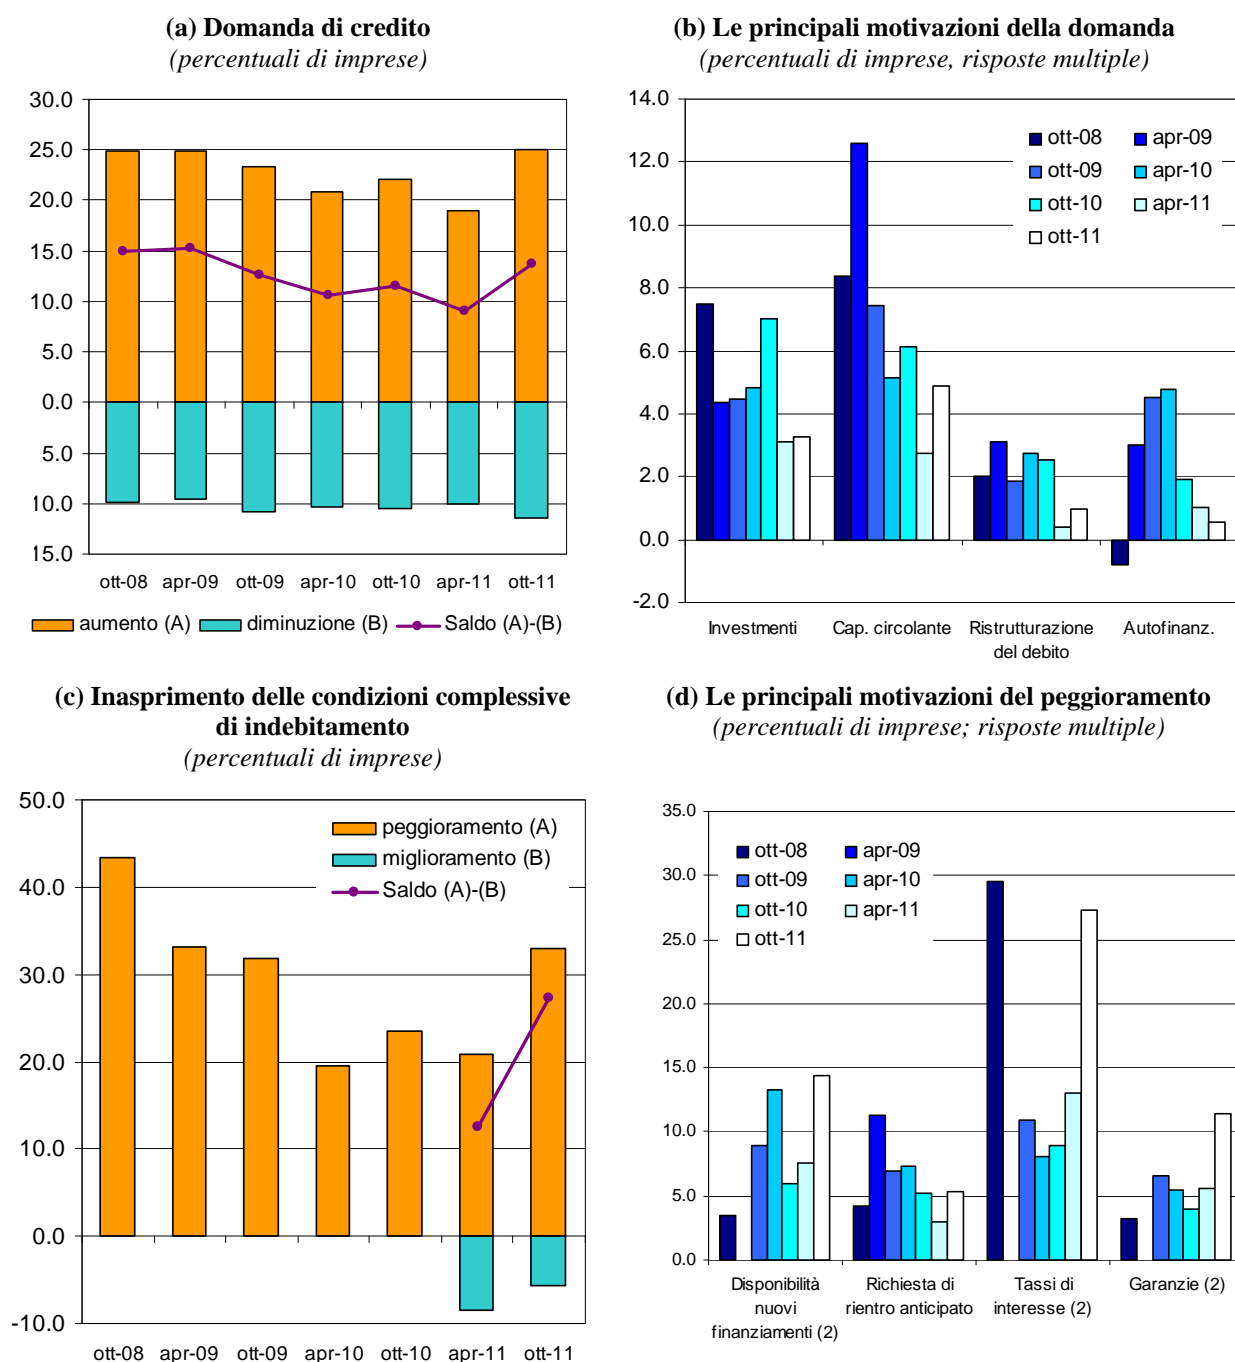 (a) Domanda di credito
(percentuali di imprese)
30.0
25.0
20.0
15.0
10.0
5.0
0.0
5.0
10.0
15.0
ott-08 apr-09 ott-09 apr-10 ott-10 apr-11 ott-11
aumento (A) diminuzione (B) Saldo (A)-(B)
(b) Le principali motivazioni della domanda
(percentuali di imprese, risposte multiple)
14.0
12.0
10.0
8.0
6.0
4.0
2.0
0.0
-2.0
ott-08 apr-09
ott-09 apr-10
ott-10 apr-11
ott-11
Investimenti Cap. circolante Ristrutturazione Autofinanz.
del debito
(c) Inasprimento delle condizioni complessive
di indebitamento
(percentuali di imprese)
50.0
40.0
30.0
20.0
10.0
0.0
-10.0
peggioramento (A)
miglioramento (B)
Saldo (A)-(B)
ott-08 apr-09 ott-09 apr-10 ott-10 apr-11 ott-11
(d) Le principali motivazioni del peggioramento
(percentuali di imprese; risposte multiple)
35.0
30.0
25.0
20.0
15.0
10.0
5.0
0.0
ott-08 apr-09
ott-09 apr-10
ott-10 apr-11
ott-11
Disponibilità Richiesta di Tassi di Garanzie (2)
nuovi rientro anticipato interesse (2)
finanziamenti (2)